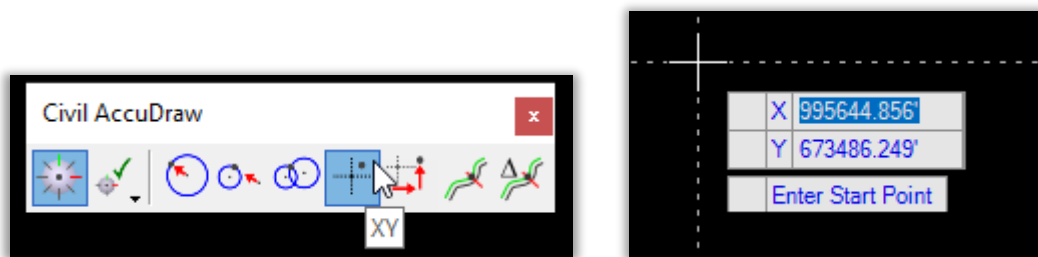 Civil AccuDraw
x
XY
X 995644.856'
Y 673486.249'
Enter Start Point